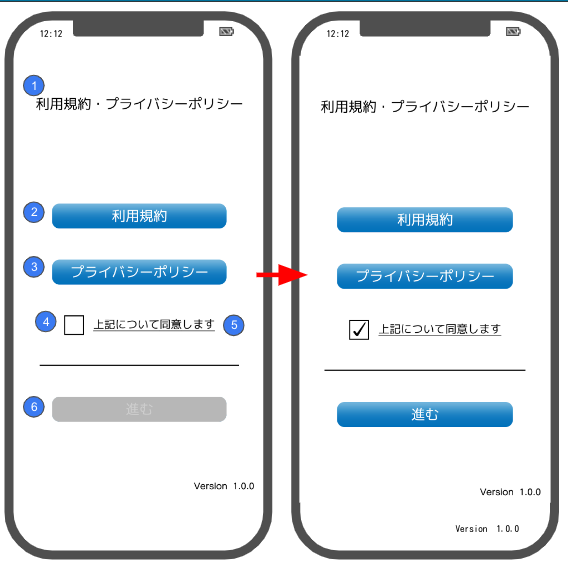 12:12
1
利用規約・プライバシーポリシー
2
利用規約
3
プライバシーポリシー
4
上記について同意します
5
6
進む
Version 1.0.0
12:12
利用規約・プライバシーポリシー
利用規約
プライバシーポリシー
上記について同意します
進む
Version 1.0.0
Version 1.0.0